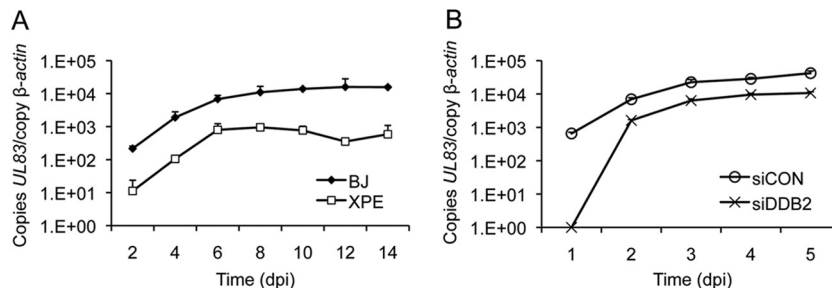 A
Copies UL83/copy β-actin
1.E+05
1.E+04
1.E+03
1.E+02
1.E+01
1.E+00
BJ
XPE
2 4 6 8 10 12 14
Time (dpi)
B
Copies UL83/copy β-actin
1.E+05
1.E+04
1.E+03
1.E+02
1.E+01
1.E+00
siCON
siDDB2
1 2 3 4 5
Time (dpi)